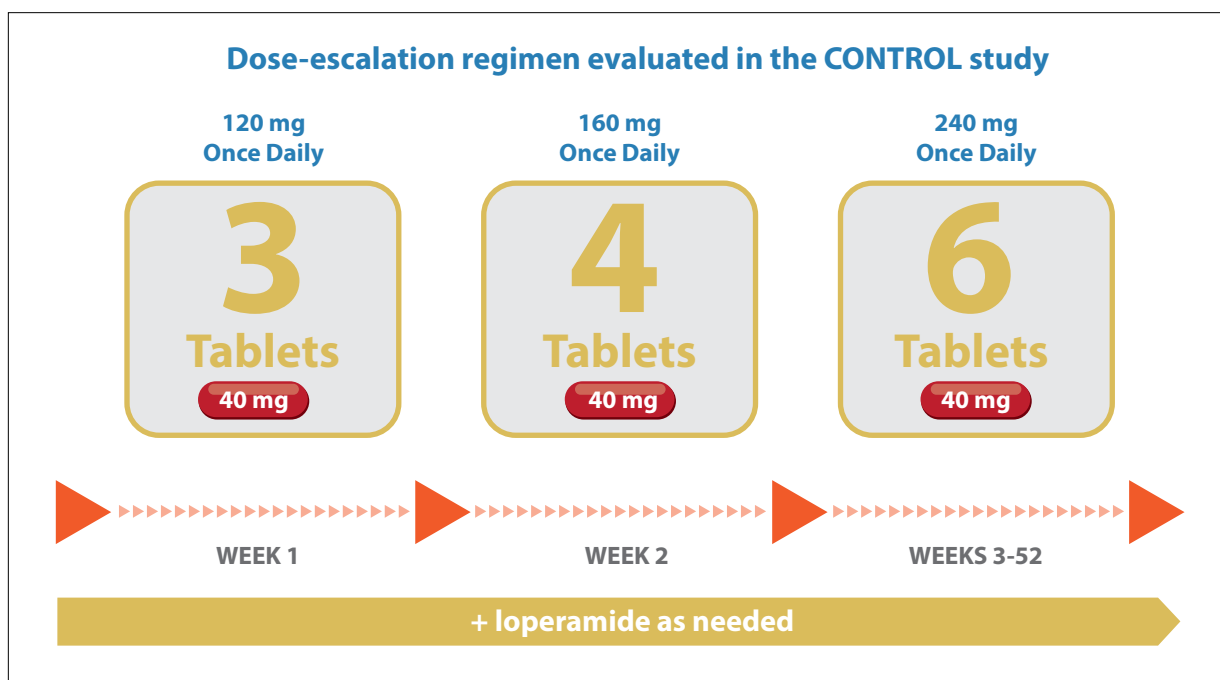 Dose-escalation regimen evaluated in the CONTROL study
120 mg
Once Daily
3
Tablets
40 mg
160 mg
Once Daily
4
Tablets
40 mg
240 mg
Once Daily
6
Tablets
40 mg
WEEK 1
WEEK 2
WEEKS 3-52
+ loperamide as needed